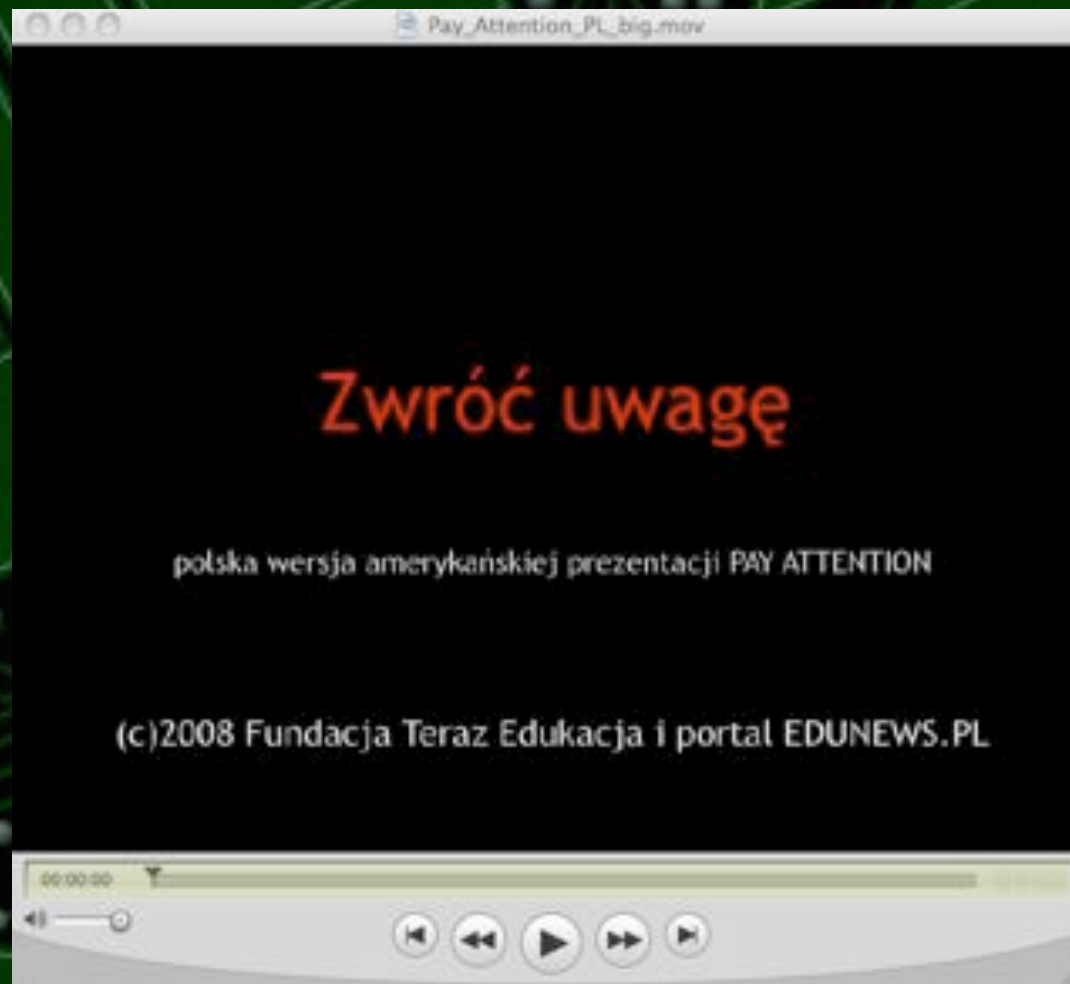 Pay_Attention_PL_big.mov
Zwróć uwagę
polska wersja amerykańskiej prezentacji PAY ATTENTION
(c)2008 Fundacja Teraz Edukacja i portal EDUNEWS.PL
00:00:00